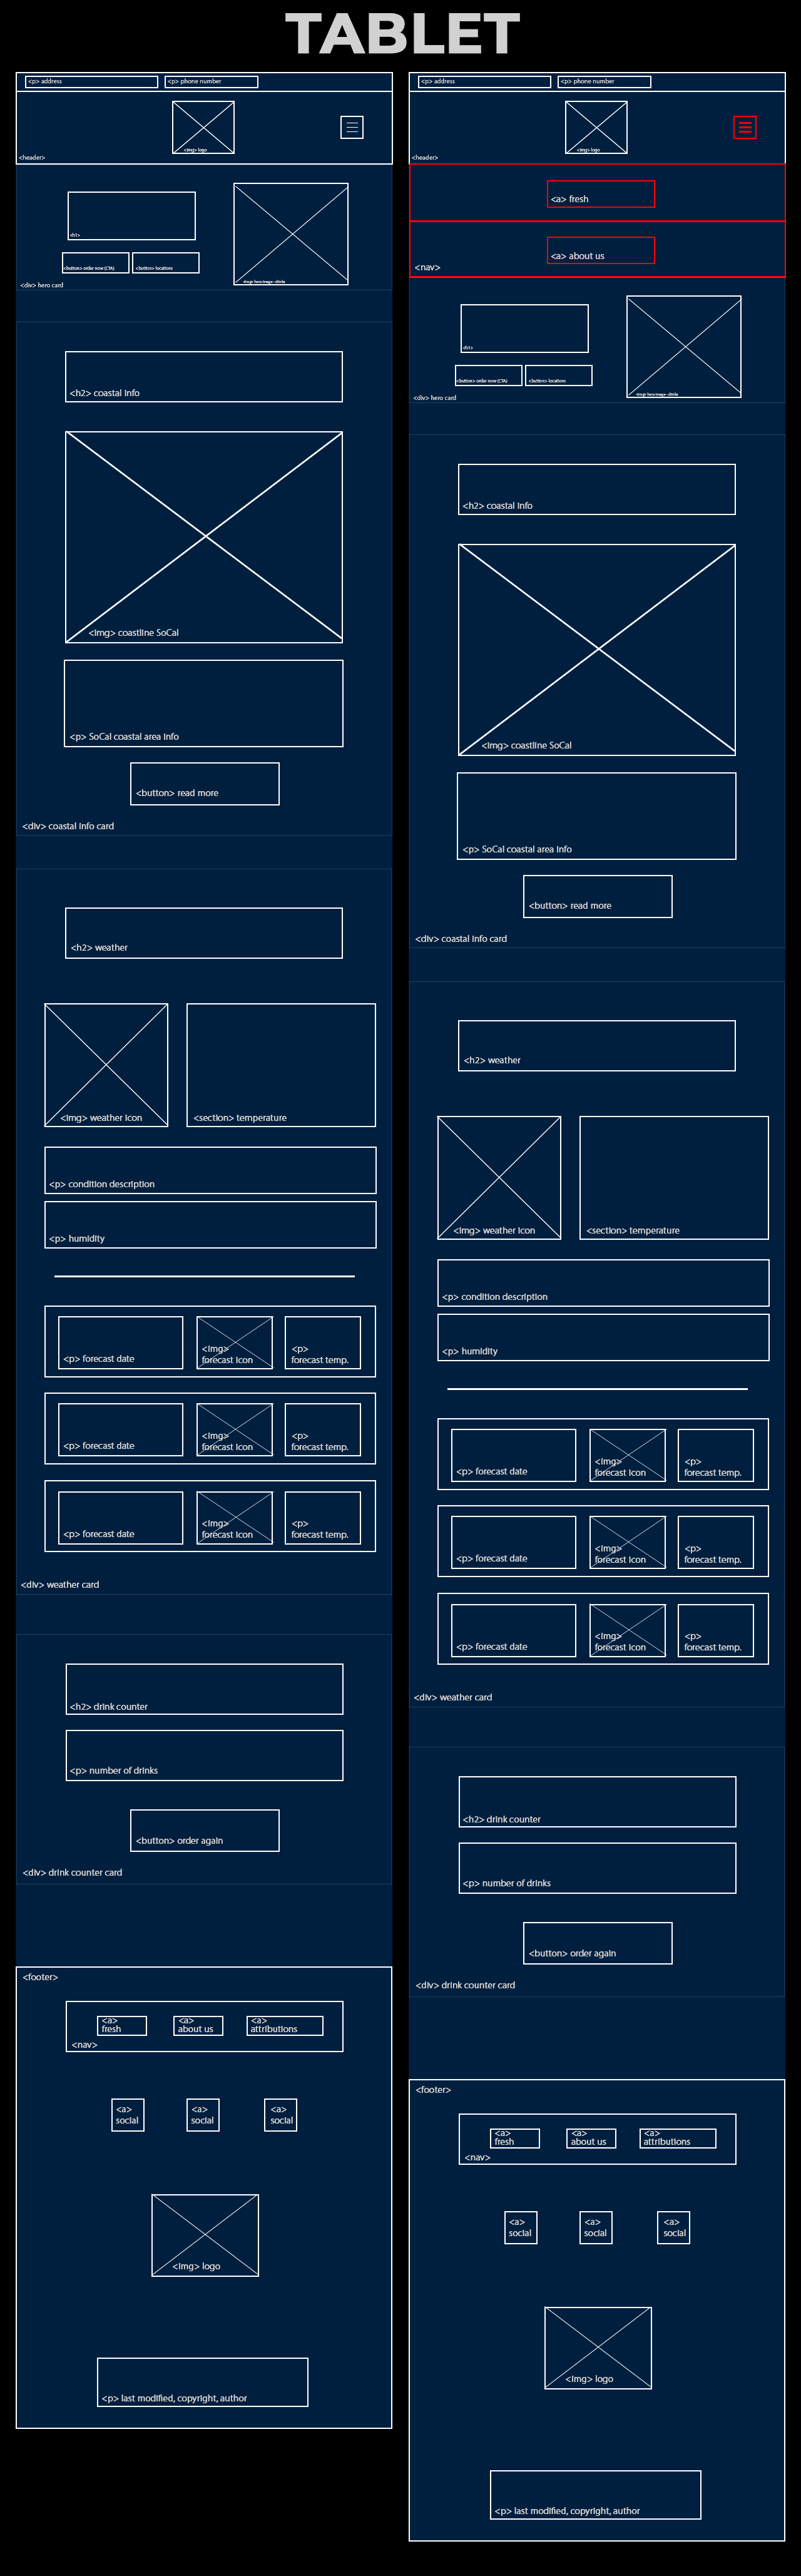 TABLET
<p> address
<p> phone number
<img> logo
<header>
<h1>
<button> order now (CTA)
<button> locations
<img> hero image - drinks
<div> hero card
<h2> coastal info
<img> coastline SoCal
<p> SoCal coastal area info
<button> read more
<div> coastal info card
<h2> weather
<img> weather icon
<section> temperature
<p> condition description
<p> humidity
<p> forecast date
<img>
forecast icon
<p>
forecast temp.
<p> forecast date
<img>
forecast icon
<p>
forecast temp.
<p> forecast date
<img>
forecast icon
<p>
forecast temp.
<div> weather card
<h2> drink counter
<p> number of drinks
<button> order again
<div> drink counter card
<footer>
<a>
fresh
<a>
about us
<a>
attributions
<nav>
<a>
social
<a>
social
<a>
social
<img> logo
<p> last modified, copyright, author
<p> address
<p> phone number
<img> logo
<header>
<a> fresh
<a> about us
<nav>
<h1>
<button> order now (CTA)
<button> locations
<img> hero image - drinks
<div> hero card
<h2> coastal info
<img> coastline SoCal
<p> SoCal coastal area info
<button> read more
<div> coastal info card
<h2> weather
<img> weather icon
<section> temperature
<p> condition description
<p> humidity
<p> forecast date
<img>
forecast icon
<p>
forecast temp.
<p> forecast date
<img>
forecast icon
<p>
forecast temp.
<p> forecast date
<img>
forecast icon
<p>
forecast temp.
<div> weather card
<h2> drink counter
<p> number of drinks
<button> order again
<div> drink counter card
<footer>
<a>
fresh
<a>
about us
<a>
attributions
<nav>
<a>
social
<a>
social
<a>
social
<img> logo
<p> last modified, copyright, author